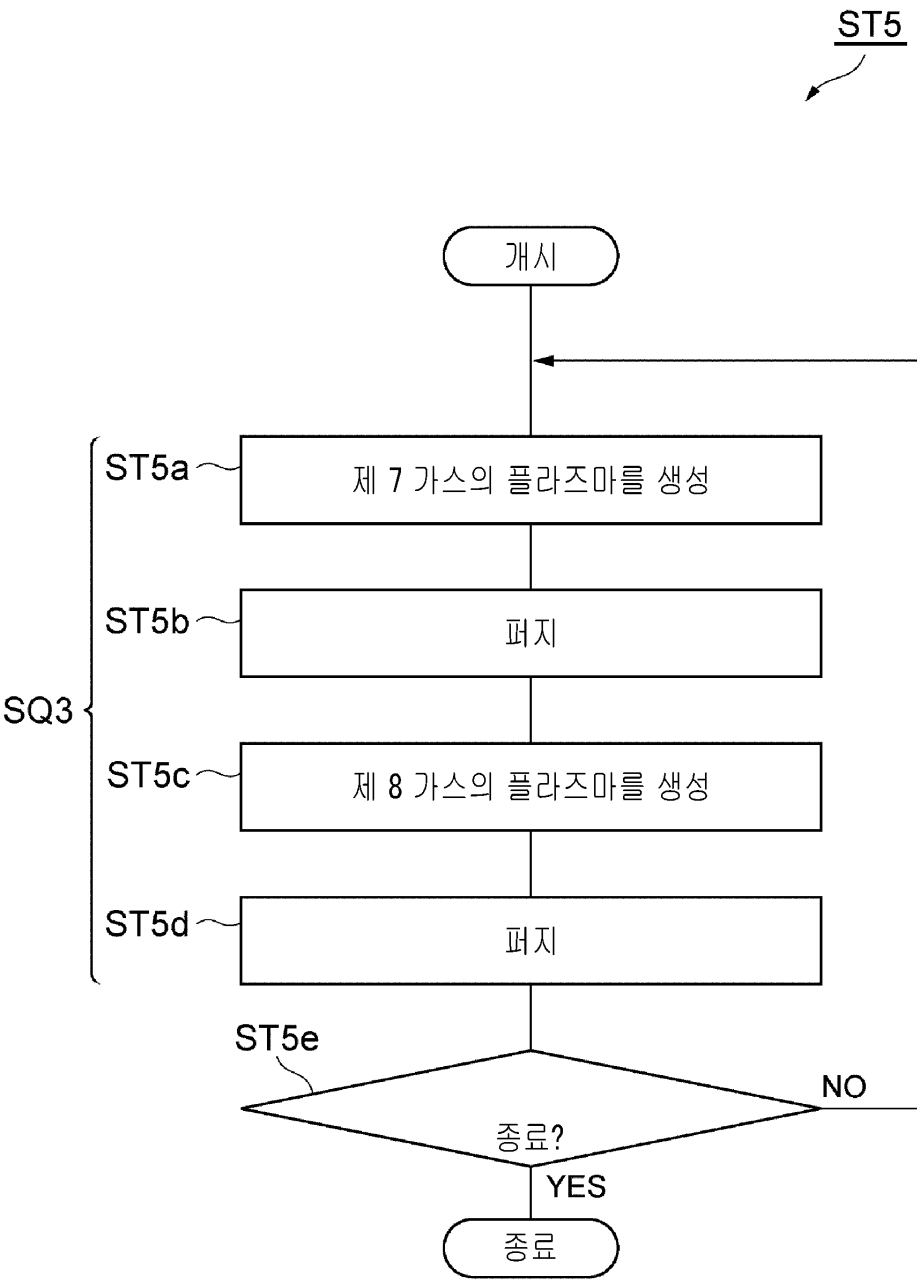 ST5
개시
ST5a
제 7 가스의 플라즈마를 생성
ST5b
퍼지
SQ3
ST5c
제 8 가스의 플라즈마를 생성
ST5d
퍼지
ST5e
NO
종료?
YES
종료